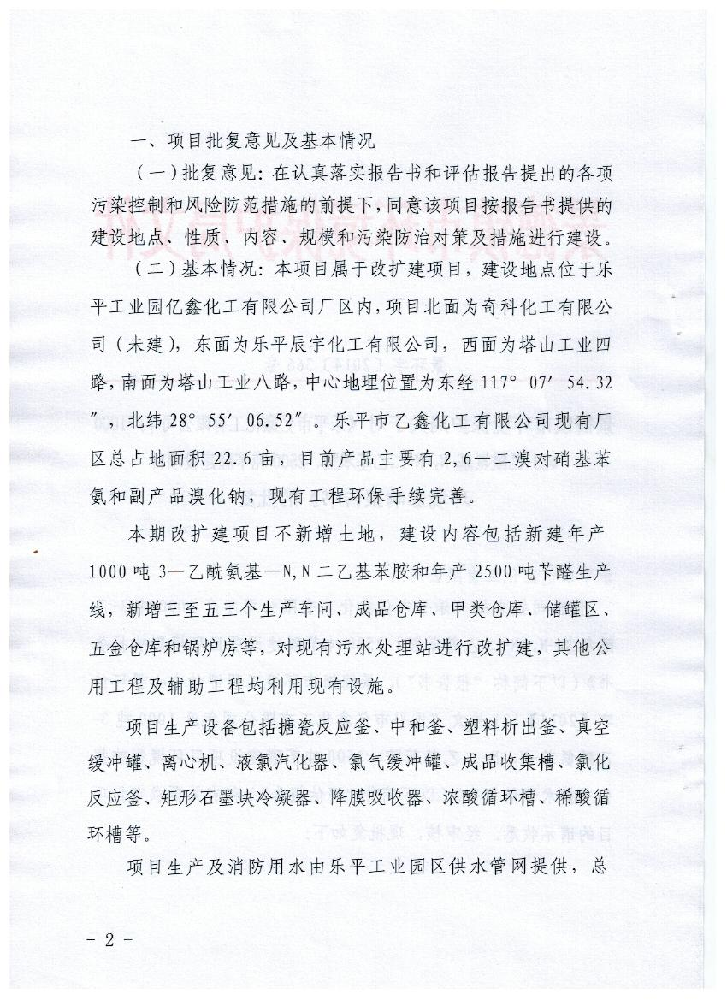 一、项目批复意见及基本情况
（一）批复意见：在认真落实报告书和评估报告提出的各项
污染控制和风险防范措施的前提下，同意该项目按报告书提供的
建设地点、性质、内容、规模和污染防治对策及措施进行建设。
（二）基本情况：本项目属于改扩建项目，建设地点位于乐
平工业园亿鑫化工有限公司厂区内，项目北面为奇科化工有限公
司（未建），东面为乐平辰宇化工有限公司，西面为塔山工业四
路，南面为塔山工业八路，中心地理位置为东经 117° 07′ 54.32
″，北纬 28° 55′ 06.52″。乐平市乙鑫化工有限公司现有厂
区总占地面积 22.6 亩，目前产品主要有 2,6—二溴对硝基苯
氨和副产品溴化钠，现有工程环保手续完善。
本期改扩建项目不新增土地，建设内容包括新建年产
1000 吨 3—乙酰氨基—N,N 二乙基苯胺和年产 2500 吨苄醛生产
线，新增三至五三个生产车间、成品仓库、甲类仓库、储罐区、
五金仓库和锅炉房等，对现有污水处理站进行改扩建，其他公
用工程及辅助工程均利用现有设施。
项目生产设备包括搪瓷反应釜、中和釜、塑料析出釜、真空
缓冲罐、离心机、液氯汽化器、氯气缓冲罐、成品收集槽、氯化
反应釜、矩形石墨块冷凝器、降膜吸收器、浓酸循环槽、稀酸循
环槽等。
项目生产及消防用水由乐平工业园区供水管网提供，总
- 2 -